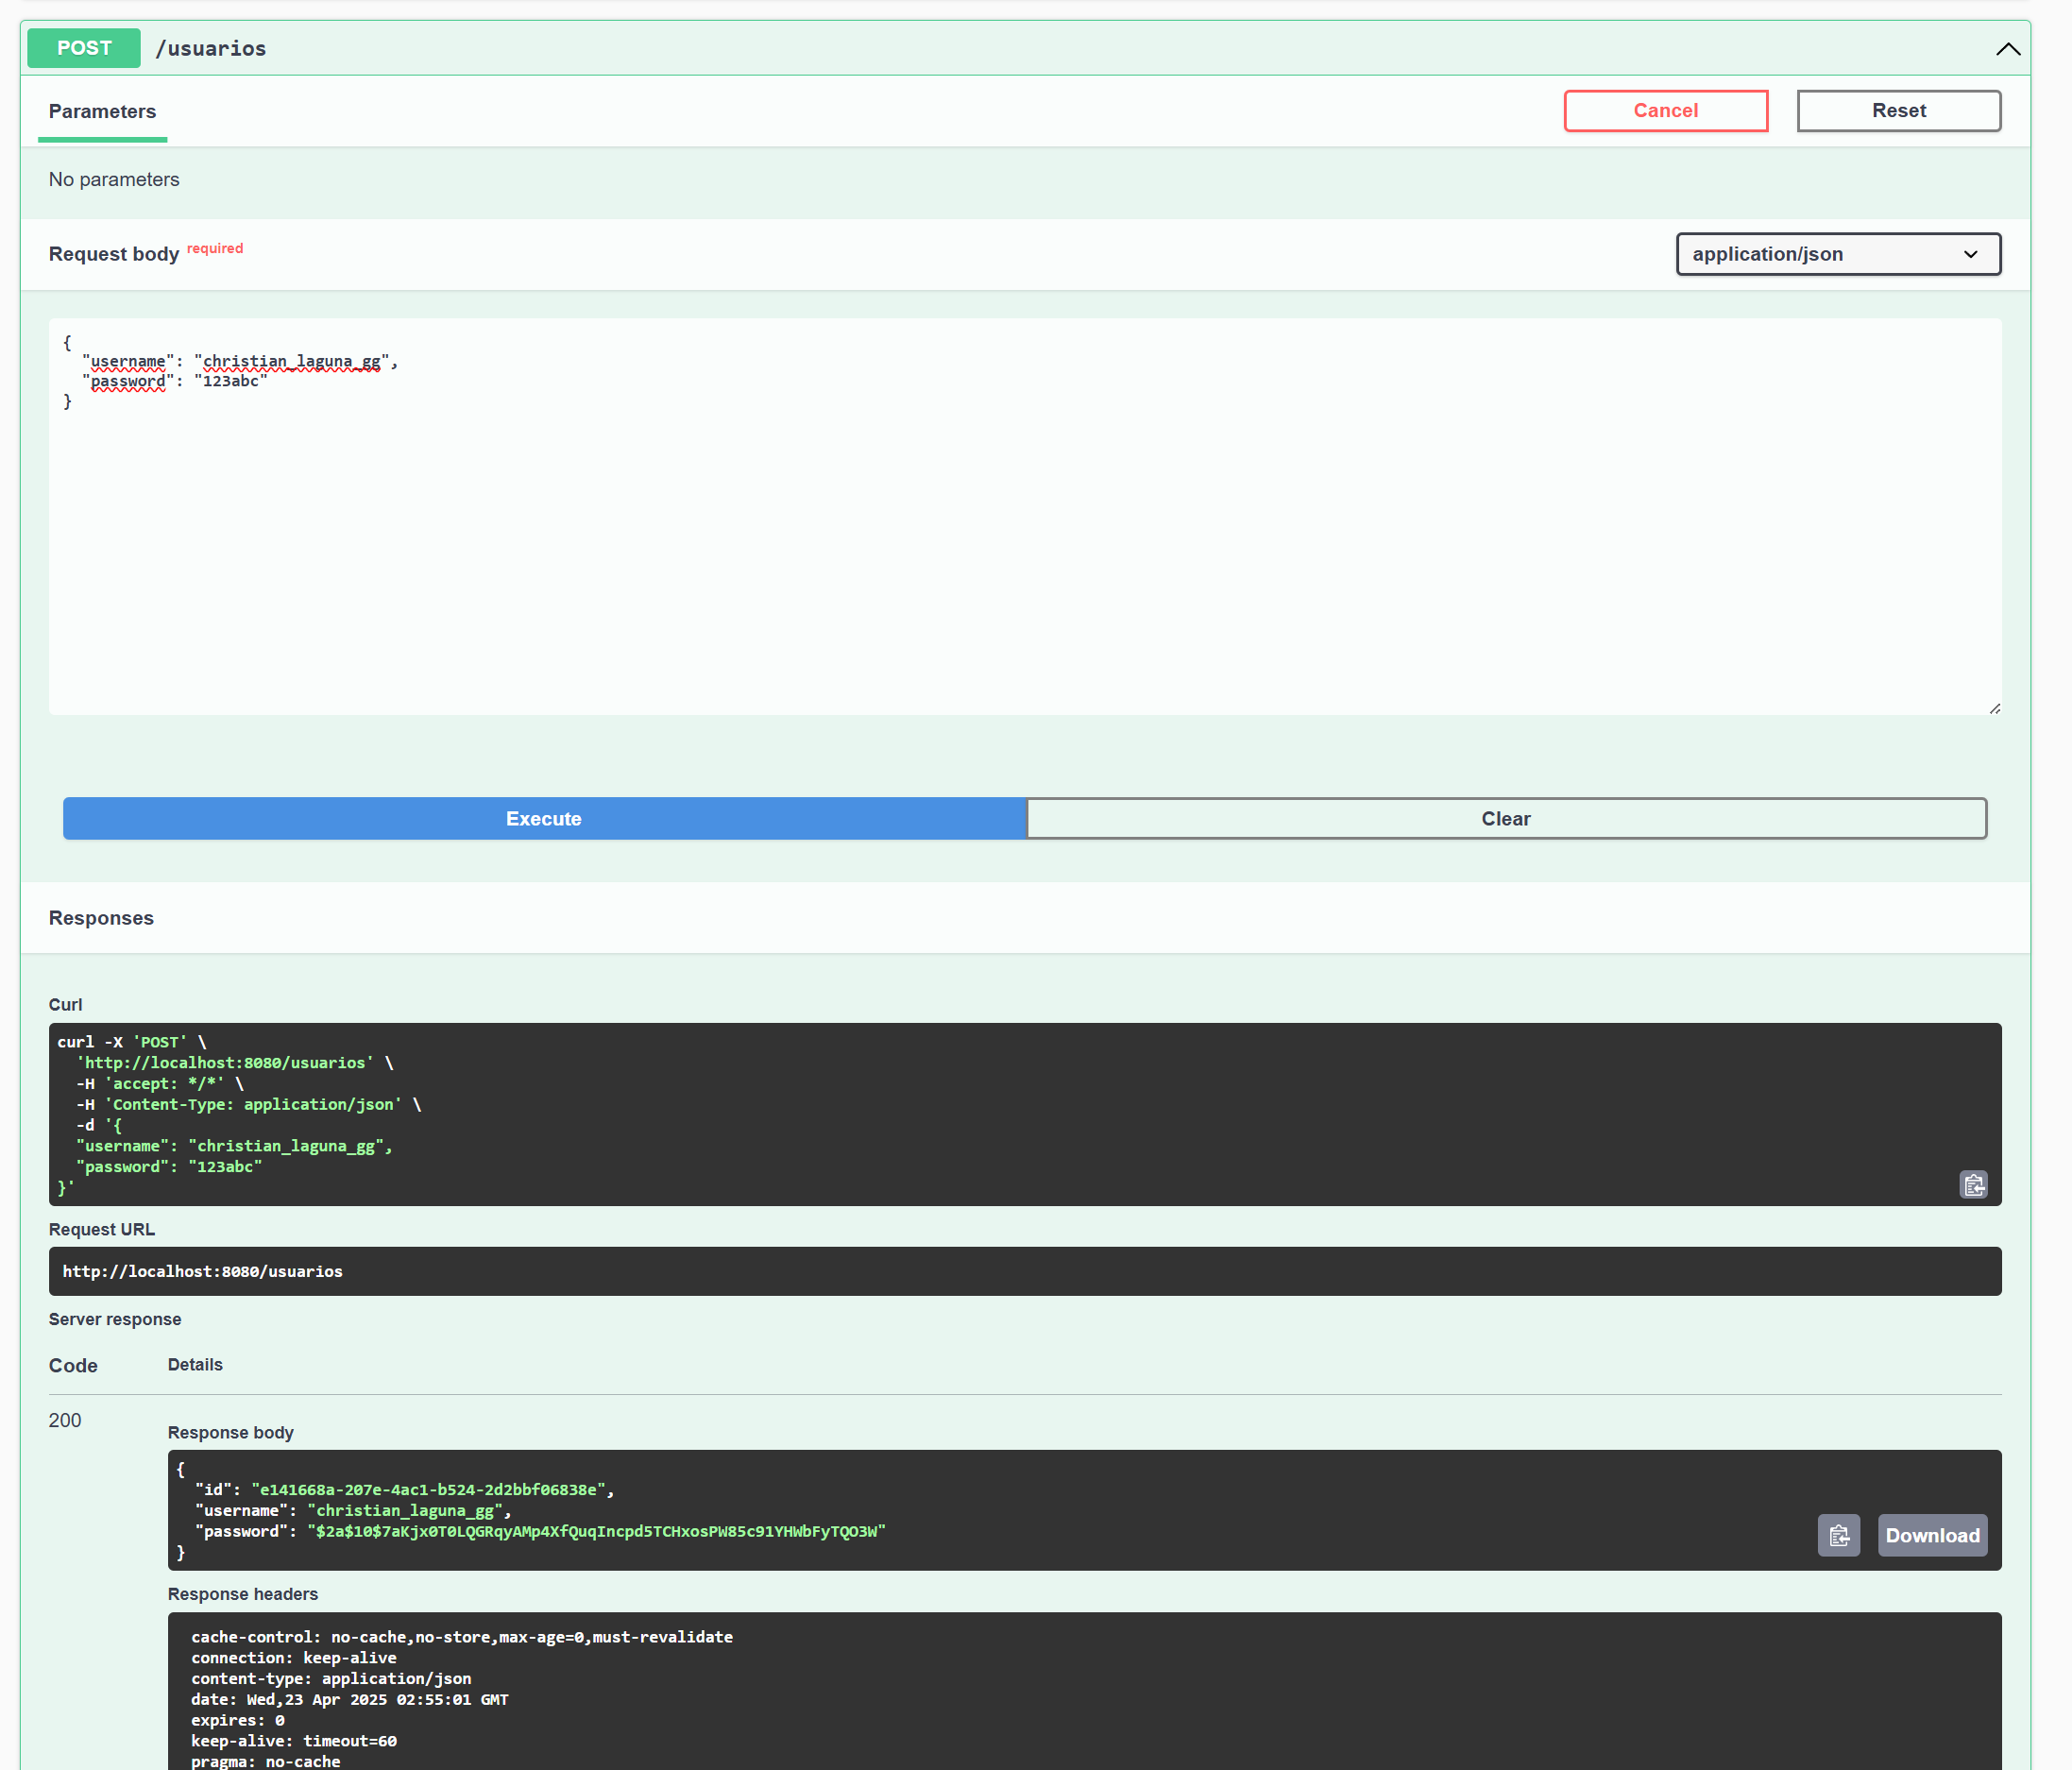 POST /usuarios
Parameters
Cancel
Reset
No parameters
Request body required
application/json
{
  "username": "christian_laguna_gg",
  "password": "123abc"
}
Execute
Clear
Responses
Curl
curl -X 'POST' \
  'http://localhost:8080/usuarios' \
  -H 'accept: */*' \
  -H 'Content-Type: application/json' \
  -d '{
  "username": "christian_laguna_gg",
  "password": "123abc"
}'
Request URL
http://localhost:8080/usuarios
Server response
Code Details
200
Response body
{
  "id": "e141668a-207e-4ac1-b524-2d2bbf06838e",
  "username": "christian_laguna_gg",
  "password": "$2a$10$7aKjx0T0LQGRqyAMp4XfQuqIncpd5TCHxosPW85c91YHWbFyTQO3W"
}
Download
Response headers
cache-control: no-cache,no-store,max-age=0,must-revalidate
connection: keep-alive
content-type: application/json
date: Wed,23 Apr 2025 02:55:01 GMT
expires: 0
keep-alive: timeout=60
pragma: no-cache